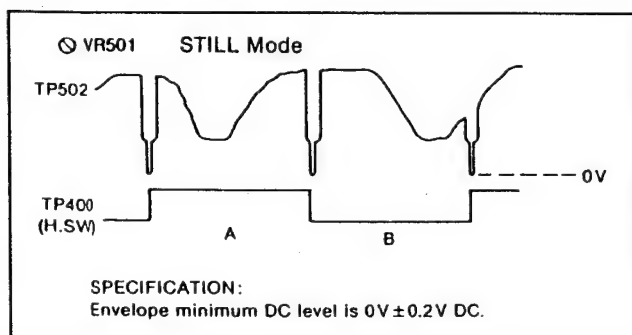 ⃠ VR501 STILL Mode
TP502
0V
TP400
(H.SW)
A
B
SPECIFICATION:
Envelope minimum DC level is 0V ± 0.2V DC.